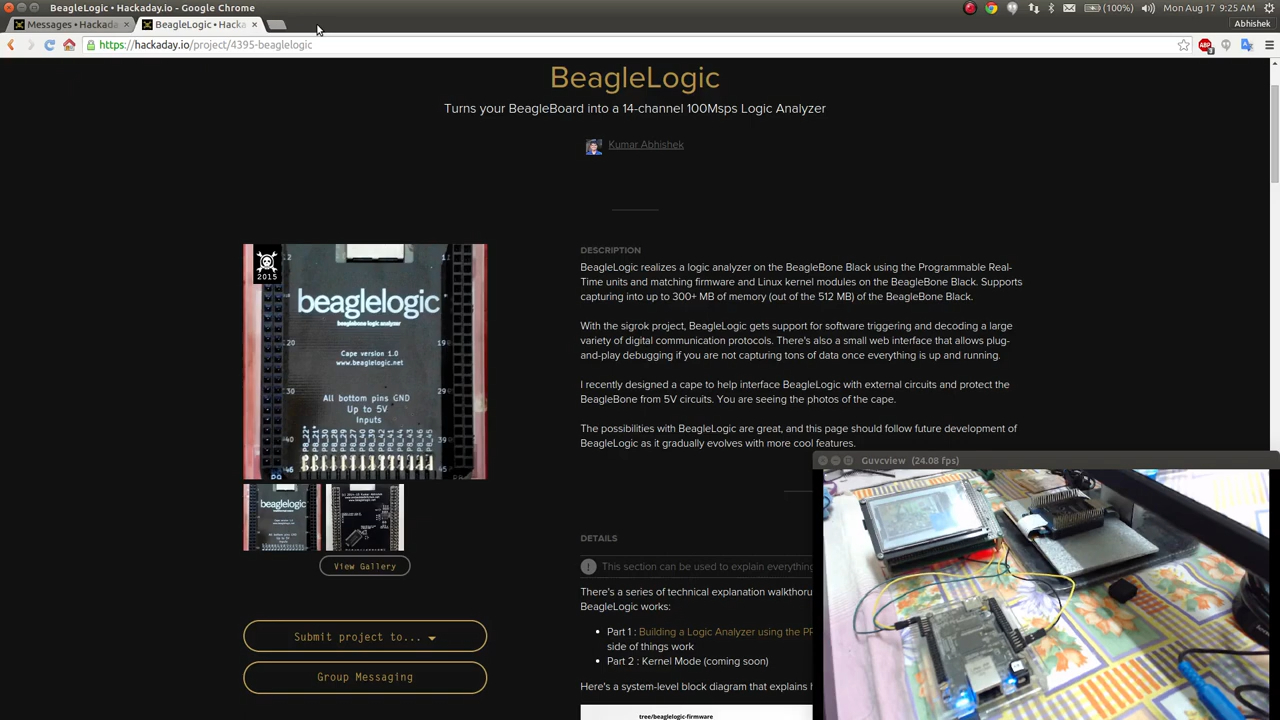 BeagleLogic • Hackaday.io - Google Chrome
(100%)
Mon Aug 17 9:25 AM
Messages • Hackada
BeagleLogic • Hacka
Abhishek
https://hackaday.io/project/4395-beaglelogic
ABP
BeagleLogic
Turns your BeagleBoard into a 14-channel 100Msps Logic Analyzer
Kumar Abhishek
2015
beaglelogic
beaglebone logic analyzer
Cape version 1.0
www.beaglelogic.net
All bottom pins GND
Up to 5V
Inputs
View Gallery
Submit project to...
Group Messaging
DESCRIPTION
BeagleLogic realizes a logic analyzer on the BeagleBone Black using the Programmable Real-
Time units and matching firmware and Linux kernel modules on the BeagleBone Black. Supports
capturing into up to 300+ MB of memory (out of the 512 MB) of the BeagleBone Black.
With the sigrok project, BeagleLogic gets support for software triggering and decoding a large
variety of digital communication protocols. There's also a small web interface that allows plug-
and-play debugging if you are not capturing tons of data once everything is up and running.
I recently designed a cape to help interface BeagleLogic with external circuits and protect the
BeagleBone from 5V circuits. You are seeing the photos of the cape.
The possibilities with BeagleLogic are great, and this page should follow future development of
BeagleLogic as it gradually evolves with more cool features.
Guvcview (24.08 fps)
DETAILS
This section can be used to explain everything
There's a series of technical explanation walkthrou
BeagleLogic works:
Part 1 : Building a Logic Analyzer using the PR
side of things work
Part 2 : Kernel Mode (coming soon)
Here's a system-level block diagram that explains h
tree/beaglelogic-firmware